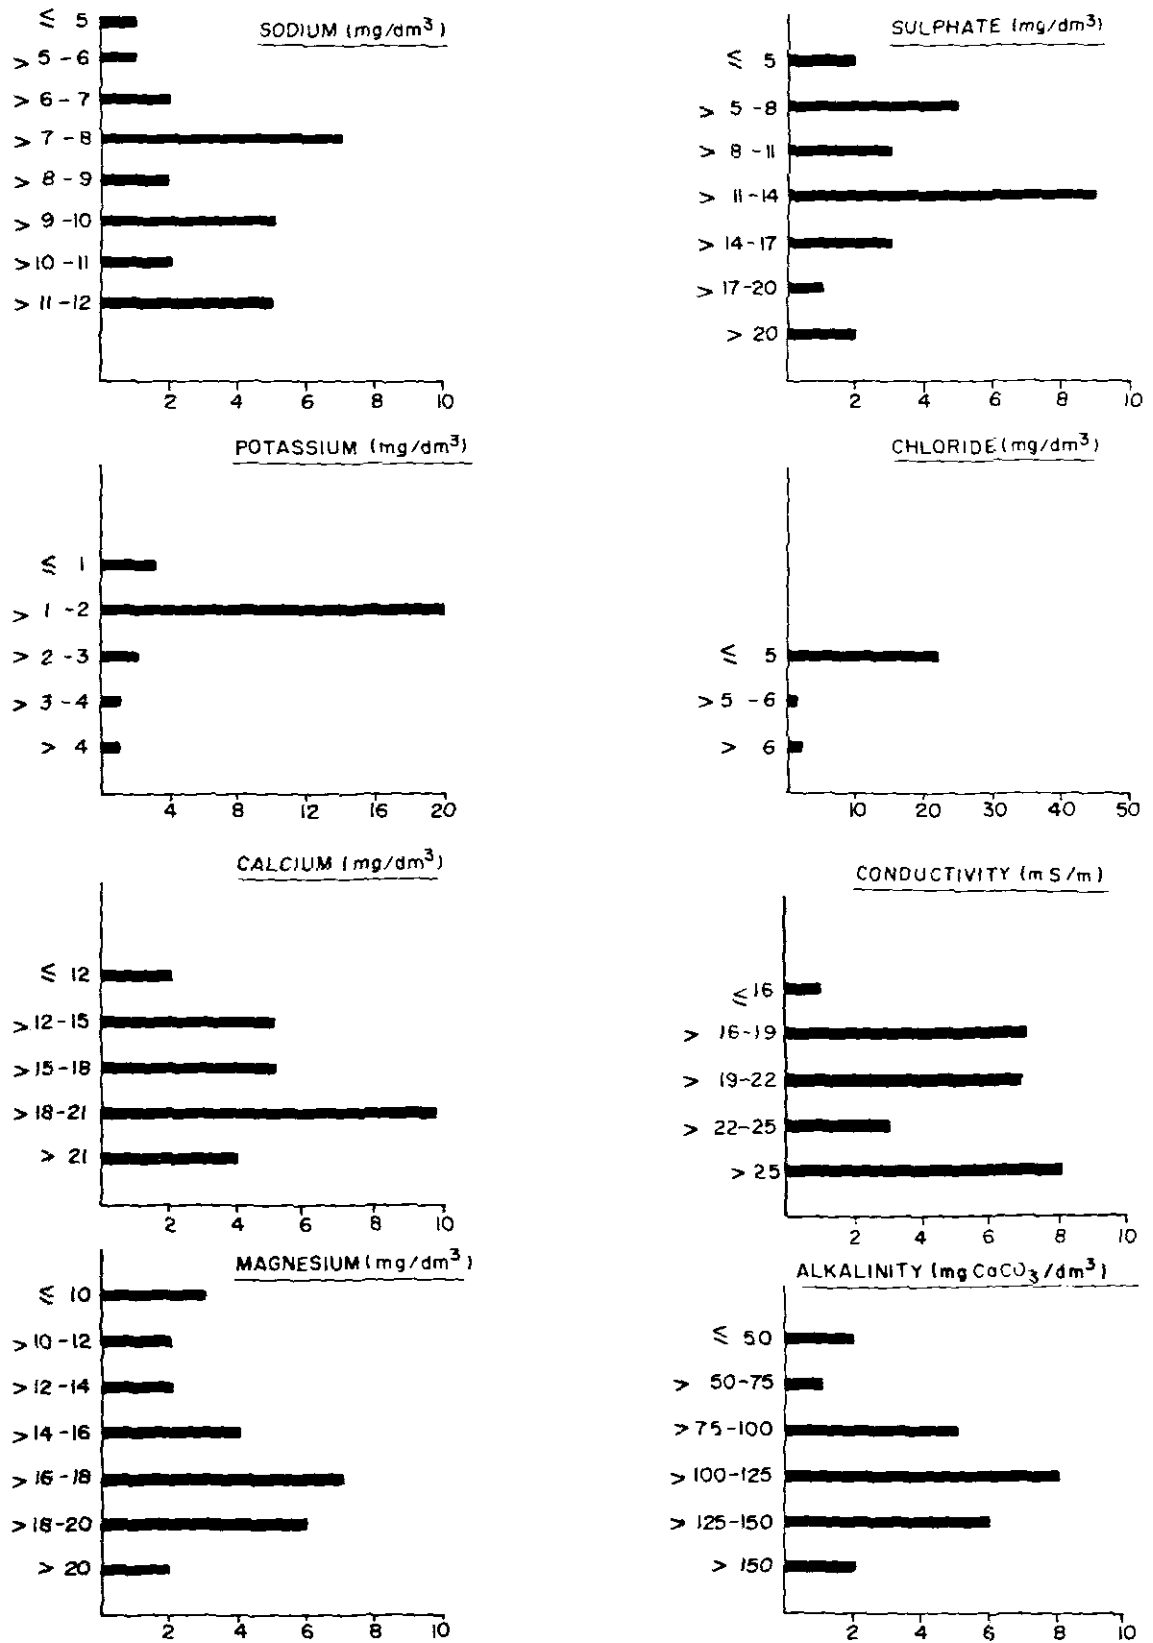 SODIUM (mg/dm³)
≤ 5
> 5 - 6
> 6 - 7
> 7 - 8
> 8 - 9
> 9 - 10
> 10 - 11
> 11 - 12
2 4 6 8 10
SULPHATE (mg/dm³)
≤ 5
> 5 - 8
> 8 - 11
> 11 - 14
> 14 - 17
> 17 - 20
> 20
2 4 6 8 10
POTASSIUM (mg/dm³)
≤ 1
> 1 - 2
> 2 - 3
> 3 - 4
> 4
4 8 12 16 20
CHLORIDE (mg/dm³)
≤ 5
> 5 - 6
> 6
10 20 30 40 50
CALCIUM (mg/dm³)
≤ 12
> 12 - 15
> 15 - 18
> 18 - 21
> 21
2 4 6 8 10
CONDUCTIVITY (mS/m)
≤ 16
> 16 - 19
> 19 - 22
> 22 - 25
> 25
2 4 6 8 10
MAGNESIUM (mg/dm³)
≤ 10
> 10 - 12
> 12 - 14
> 14 - 16
> 16 - 18
> 18 - 20
> 20
2 4 6 8 10
ALKALINITY (mg CaCO₃/dm³)
≤ 50
> 50 - 75
> 75 - 100
> 100 - 125
> 125 - 150
> 150
2 4 6 8 10